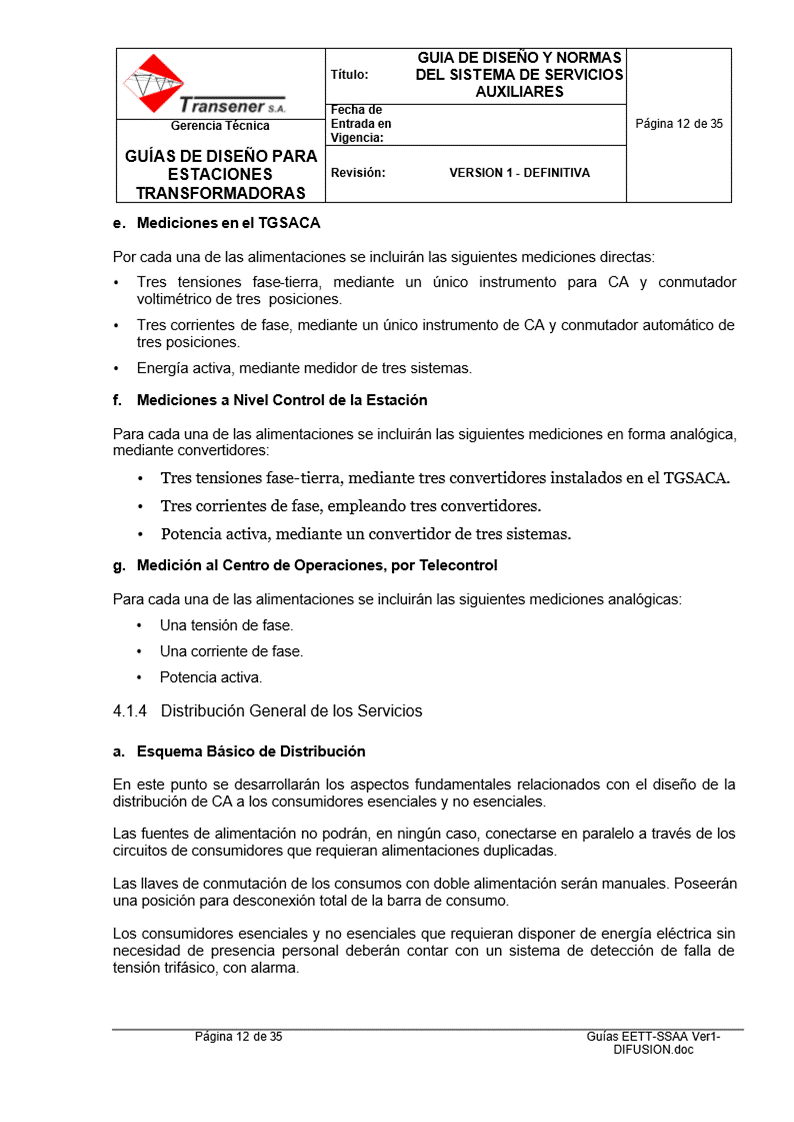 Transener S.A.
Gerencia Técnica
GUÍAS DE DISEÑO PARA
ESTACIONES
TRANSFORMADORAS
Título:
GUIA DE DISEÑO Y NORMAS
DEL SISTEMA DE SERVICIOS
AUXILIARES
Fecha de
Entrada en
Vigencia:
Revisión:
VERSION 1 - DEFINITIVA
Página 12 de 35
e. Mediciones en el TGSACA
Por cada una de las alimentaciones se incluirán las siguientes mediciones directas:
• Tres tensiones fase-tierra, mediante un único instrumento para CA y conmutador
voltimétrico de tres posiciones.
• Tres corrientes de fase, mediante un único instrumento de CA y conmutador automático de
tres posiciones.
• Energía activa, mediante medidor de tres sistemas.
f. Mediciones a Nivel Control de la Estación
Para cada una de las alimentaciones se incluirán las siguientes mediciones en forma analógica,
mediante convertidores:
• Tres tensiones fase-tierra, mediante tres convertidores instalados en el TGSACA.
• Tres corrientes de fase, empleando tres convertidores.
• Potencia activa, mediante un convertidor de tres sistemas.
g. Medición al Centro de Operaciones, por Telecontrol
Para cada una de las alimentaciones se incluirán las siguientes mediciones analógicas:
• Una tensión de fase.
• Una corriente de fase.
• Potencia activa.
4.1.4 Distribución General de los Servicios
a. Esquema Básico de Distribución
En este punto se desarrollarán los aspectos fundamentales relacionados con el diseño de la
distribución de CA a los consumidores esenciales y no esenciales.
Las fuentes de alimentación no podrán, en ningún caso, conectarse en paralelo a través de los
circuitos de consumidores que requieran alimentaciones duplicadas.
Las llaves de conmutación de los consumos con doble alimentación serán manuales. Poseerán
una posición para desconexión total de la barra de consumo.
Los consumidores esenciales y no esenciales que requieran disponer de energía eléctrica sin
necesidad de presencia personal deberán contar con un sistema de detección de falla de
tensión trifásico, con alarma.
Página 12 de 35
Guías EETT-SSAA Ver1-
DIFUSION.doc